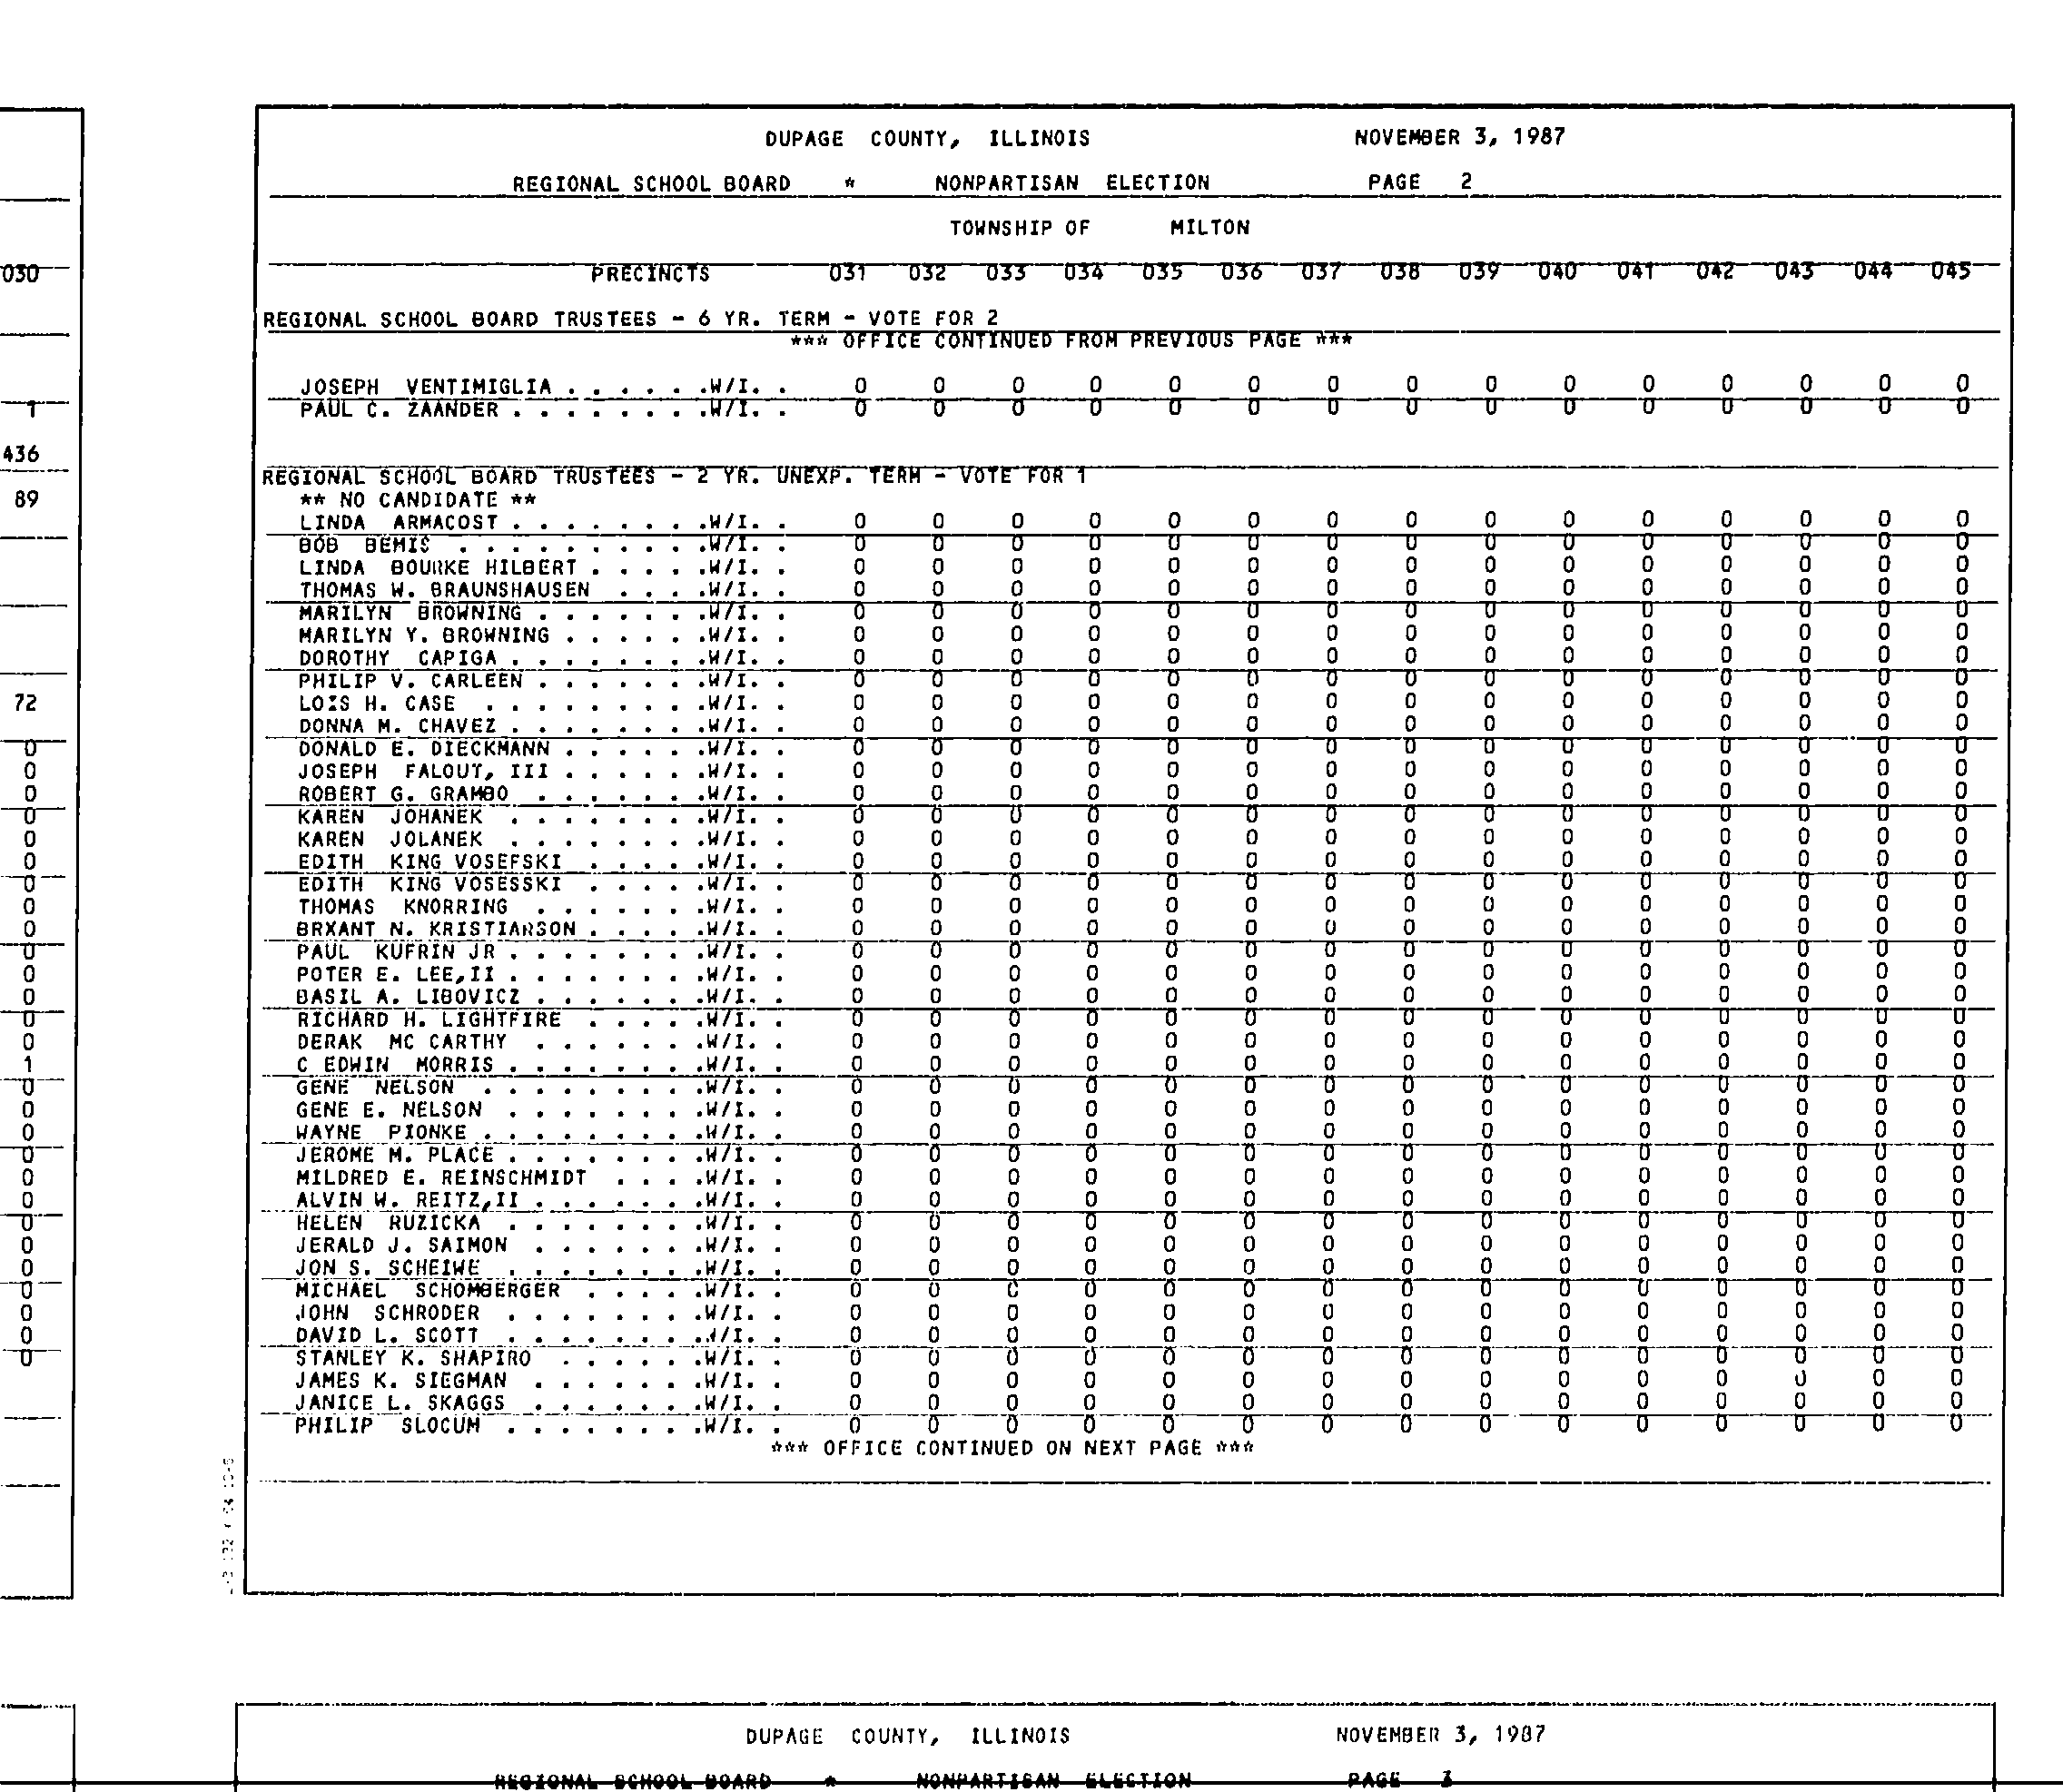 030
1
436
89
72
0
0
0
0
0
0
0
0
0
0
0
0
0
0
1
0
0
0
0
0
0
0
0
0
0
0
0
0
DUPAGE COUNTY, ILLINOIS NOVEMBER 3, 1987
REGIONAL SCHOOL BOARD * NONPARTISAN ELECTION PAGE 2
TOWNSHIP OF MILTON
PRECINCTS 031 032 033 034 035 036 037 038 039 040 041 042 043 044 045
REGIONAL SCHOOL BOARD TRUSTEES - 6 YR. TERM - VOTE FOR 2
*** OFFICE CONTINUED FROM PREVIOUS PAGE ***
JOSEPH VENTIMIGLIA . . . . . .W/I. . 0 0 0 0 0 0 0 0 0 0 0 0 0 0 0
PAUL C. ZAANDER . . . . . . . .W/I. . 0 0 0 0 0 0 0 0 0 0 0 0 0 0 0
REGIONAL SCHOOL BOARD TRUSTEES - 2 YR. UNEXP. TERM - VOTE FOR 1
** NO CANDIDATE **
LINDA ARMACOST . . . . . . . .W/I. . 0 0 0 0 0 0 0 0 0 0 0 0 0 0 0
BOB BEMIS . . . . . . . . . .W/I. . 0 0 0 0 0 0 0 0 0 0 0 0 0 0 0
LINDA BOURKE HILBERT . . . . .W/I. . 0 0 0 0 0 0 0 0 0 0 0 0 0 0 0
THOMAS W. BRAUNSHAUSEN . . . .W/I. . 0 0 0 0 0 0 0 0 0 0 0 0 0 0 0
MARILYN BROWNING . . . . . . .W/I. . 0 0 0 0 0 0 0 0 0 0 0 0 0 0 0
MARILYN Y. BROWNING . . . . . .W/I. . 0 0 0 0 0 0 0 0 0 0 0 0 0 0 0
DOROTHY CAPIGA . . . . . . . .W/I. . 0 0 0 0 0 0 0 0 0 0 0 0 0 0 0
PHILIP V. CARLEEN . . . . . . .W/I. . 0 0 0 0 0 0 0 0 0 0 0 0 0 0 0
LOIS H. CASE . . . . . . . . .W/I. . 0 0 0 0 0 0 0 0 0 0 0 0 0 0 0
DONNA M. CHAVEZ . . . . . . . .W/I. . 0 0 0 0 0 0 0 0 0 0 0 0 0 0 0
DONALD E. DIECKMANN . . . . . .W/I. . 0 0 0 0 0 0 0 0 0 0 0 0 0 0 0
JOSEPH FALOUT, III . . . . . .W/I. . 0 0 0 0 0 0 0 0 0 0 0 0 0 0 0
ROBERT G. GRAMBO . . . . . . .W/I. . 0 0 0 0 0 0 0 0 0 0 0 0 0 0 0
KAREN JOHANEK . . . . . . . .W/I. . 0 0 0 0 0 0 0 0 0 0 0 0 0 0 0
KAREN JOLANEK . . . . . . . .W/I. . 0 0 0 0 0 0 0 0 0 0 0 0 0 0 0
EDITH KING VOSEFSKI . . . . .W/I. . 0 0 0 0 0 0 0 0 0 0 0 0 0 0 0
EDITH KING VOSESSKI . . . . .W/I. . 0 0 0 0 0 0 0 0 0 0 0 0 0 0 0
THOMAS KNORRING . . . . . . .W/I. . 0 0 0 0 0 0 0 0 0 0 0 0 0 0 0
BRXANT N. KRISTIANSON . . . . .W/I. . 0 0 0 0 0 0 0 0 0 0 0 0 0 0 0
PAUL KUFRIN JR . . . . . . . .W/I. . 0 0 0 0 0 0 0 0 0 0 0 0 0 0 0
POTER E. LEE,II . . . . . . . .W/I. . 0 0 0 0 0 0 0 0 0 0 0 0 0 0 0
BASIL A. LIBOVICZ . . . . . . .W/I. . 0 0 0 0 0 0 0 0 0 0 0 0 0 0 0
RICHARD H. LIGHTFIRE . . . . .W/I. . 0 0 0 0 0 0 0 0 0 0 0 0 0 0 0
DERAK MC CARTHY . . . . . . .W/I. . 0 0 0 0 0 0 0 0 0 0 0 0 0 0 0
C EDWIN MORRIS . . . . . . . .W/I. . 0 0 0 0 0 0 0 0 0 0 0 0 0 0 0
GENE NELSON . . . . . . . . .W/I. . 0 0 0 0 0 0 0 0 0 0 0 0 0 0 0
GENE E. NELSON . . . . . . . .W/I. . 0 0 0 0 0 0 0 0 0 0 0 0 0 0 0
WAYNE PIONKE . . . . . . . . .W/I. . 0 0 0 0 0 0 0 0 0 0 0 0 0 0 0
JEROME M. PLACE . . . . . . . .W/I. . 0 0 0 0 0 0 0 0 0 0 0 0 0 0 0
MILDRED E. REINSCHMIDT . . . .W/I. . 0 0 0 0 0 0 0 0 0 0 0 0 0 0 0
ALVIN W. REITZ,II . . . . . . .W/I. . 0 0 0 0 0 0 0 0 0 0 0 0 0 0 0
HELEN RUZICKA . . . . . . . .W/I. . 0 0 0 0 0 0 0 0 0 0 0 0 0 0 0
JERALD J. SAIMON . . . . . . .W/I. . 0 0 0 0 0 0 0 0 0 0 0 0 0 0 0
JON S. SCHEIWE . . . . . . . .W/I. . 0 0 0 0 0 0 0 0 0 0 0 0 0 0 0
MICHAEL SCHOMBERGER . . . . .W/I. . 0 0 0 0 0 0 0 0 0 0 0 0 0 0 0
JOHN SCHRODER . . . . . . . .W/I. . 0 0 0 0 0 0 0 0 0 0 0 0 0 0 0
DAVID L. SCOTT . . . . . . . .W/I. . 0 0 0 0 0 0 0 0 0 0 0 0 0 0 0
STANLEY K. SHAPIRO . . . . . .W/I. . 0 0 0 0 0 0 0 0 0 0 0 0 0 0 0
JAMES K. SIEGMAN . . . . . . .W/I. . 0 0 0 0 0 0 0 0 0 0 0 0 0 0 0
JANICE L. SKAGGS . . . . . . .W/I. . 0 0 0 0 0 0 0 0 0 0 0 0 0 0 0
PHILIP SLOCUM . . . . . . . .W/I. . 0 0 0 0 0 0 0 0 0 0 0 0 0 0 0
*** OFFICE CONTINUED ON NEXT PAGE ***
DUPAGE COUNTY, ILLINOIS NOVEMBER 3, 1987
REGIONAL SCHOOL BOARD * NONPARTISAN ELECTION PAGE 3